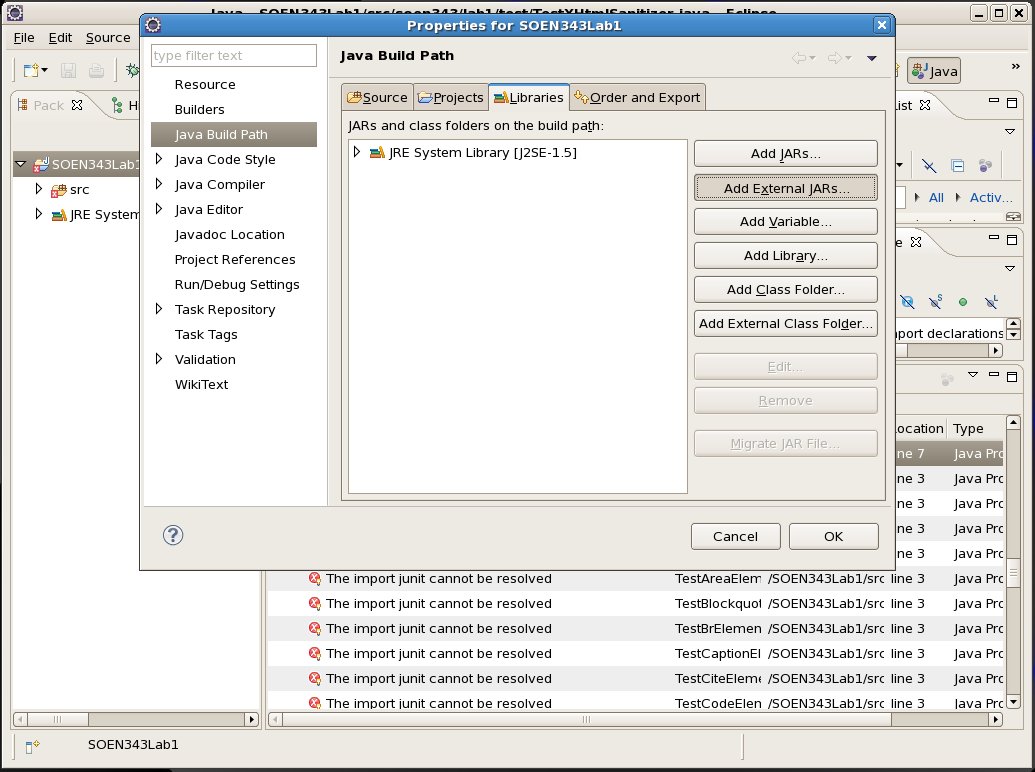 Java - SOEN343Lab1/src/soen343/lab1/test/TestXHtmlSanitizer.java - Eclipse
Properties for SOEN343Lab1
File Edit Source
type filter text
Java Build Path
Java
»
Pack
Hi
ist
Resource
Builders
Java Build Path
Java Code Style
Java Compiler
Java Editor
Javadoc Location
Project References
Run/Debug Settings
Task Repository
Task Tags
Validation
WikiText
Source Projects Libraries Order and Export
JARs and class folders on the build path:
JRE System Library [J2SE-1.5]
Add JARs...
Add External JARs...
Add Variable...
Add Library...
Add Class Folder...
Add External Class Folder...
Edit...
Remove
Migrate JAR File...
? Cancel OK
SOEN343Lab1
src
JRE System
All Activ...
e
port declarations
ocation Type
ne 7 Java Pro
ne 3 Java Pro
ne 3 Java Pro
ne 3 Java Pro
ne 3 Java Pro
The import junit cannot be resolved TestAreaElem /SOEN343Lab1/src line 3 Java Pro
The import junit cannot be resolved TestBlockquot /SOEN343Lab1/src line 3 Java Pro
The import junit cannot be resolved TestBrElemen /SOEN343Lab1/src line 3 Java Pro
The import junit cannot be resolved TestCaptionEl /SOEN343Lab1/src line 3 Java Pro
The import junit cannot be resolved TestCiteEleme /SOEN343Lab1/src line 3 Java Pro
The import junit cannot be resolved TestCodeElen /SOEN343Lab1/src line 3 Java Pro
SOEN343Lab1